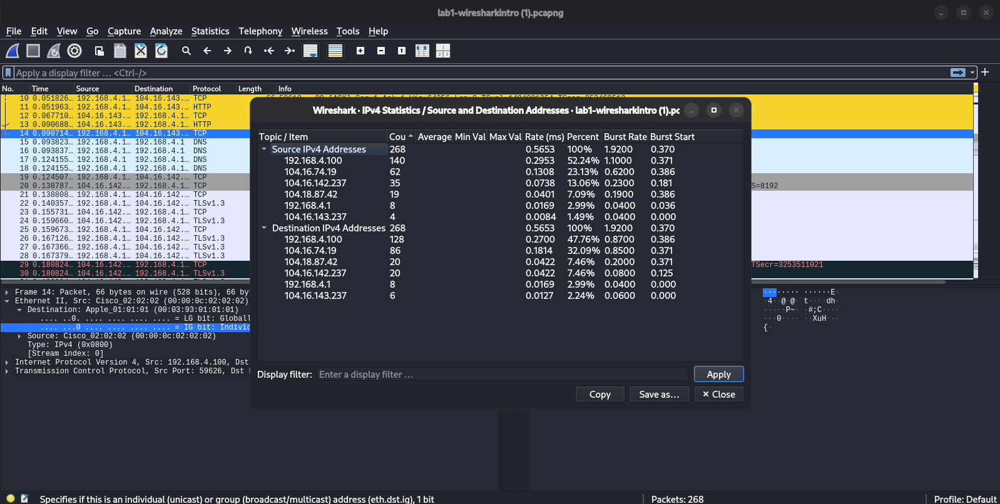 lab1-wiresharkintro (1).pcapng
File Edit View Go Capture Analyze Statistics Telephony Wireless Tools Help
Apply a display filter … <Ctrl-/>
No. Time Source Destination Protocol Length Info
10 0.051826… 192.168.4.1… 104.16.143.… TCP
11 0.051963… 192.168.4.1… 104.16.143.… HTTP
12 0.067710… 104.16.143.… 192.168.4.1… TCP
13 0.090688… 104.16.143.… 192.168.4.1… HTTP
14 0.090714… 192.168.4.1… 104.16.143.… TCP
15 0.093823… 192.168.4.1… 192.168.4.1 DNS
16 0.093837… 192.168.4.1… 192.168.4.1 DNS
17 0.124155… 192.168.4.1 192.168.4.1… DNS
18 0.124155… 192.168.4.1 192.168.4.1… DNS
19 0.124507… 192.168.4.1… 104.16.142.… TCP
20 0.138787… 104.16.142.… 192.168.4.1… TCP S=8192
21 0.138808… 192.168.4.1… 104.16.142.… TCP
22 0.140357… 192.168.4.1… 104.16.142.… TLSv1.3
23 0.155731… 104.16.142.… 192.168.4.1… TCP
24 0.159660… 104.16.142.… 192.168.4.1… TLSv1.3
25 0.159673… 192.168.4.1… 104.16.142.… TCP
26 0.167126… 192.168.4.1… 104.16.142.… TLSv1.3
27 0.167366… 192.168.4.1… 104.16.142.… TLSv1.3
28 0.167379… 192.168.4.1… 104.16.142.… TLSv1.3
29 0.180824… 104.16.142.… 192.168.4.1… TCP TSecr=3253511021
30 0.180824… 104.16.142.… 192.168.4.1… TLSv1.3
Wireshark · IPv4 Statistics / Source and Destination Addresses · lab1-wiresharkintro (1).pc
Topic / Item Cou Average Min Val Max Val Rate (ms) Percent Burst Rate Burst Start
Source IPv4 Addresses 268 0.5653 100% 1.9200 0.370
192.168.4.100 140 0.2953 52.24% 1.1000 0.371
104.16.74.19 62 0.1308 23.13% 0.6200 0.386
104.16.142.237 35 0.0738 13.06% 0.2300 0.181
104.18.87.42 19 0.0401 7.09% 0.1900 0.386
192.168.4.1 8 0.0169 2.99% 0.0400 0.036
104.16.143.237 4 0.0084 1.49% 0.0400 0.000
Destination IPv4 Addresses 268 0.5653 100% 1.9200 0.370
192.168.4.100 128 0.2700 47.76% 0.8700 0.386
104.16.74.19 86 0.1814 32.09% 0.8500 0.371
104.18.87.42 20 0.0422 7.46% 0.2000 0.371
104.16.142.237 20 0.0422 7.46% 0.0800 0.125
192.168.4.1 8 0.0169 2.99% 0.0400 0.000
104.16.143.237 6 0.0127 2.24% 0.0600 0.000
Display filter: Enter a display filter … Apply
Copy Save as… Close
Frame 14: Packet, 66 bytes on wire (528 bits), 66 by
Ethernet II, Src: Cisco_02:02:02 (00:00:0c:02:02:02)
Destination: Apple_01:01:01 (00:03:93:01:01:01)
.... ..0. .... .... .... .... = LG bit: Globall
.... ...0 .... .... .... .... = IG bit: Individ
Source: Cisco_02:02:02 (00:00:0c:02:02:02)
Type: IPv4 (0x0800)
[Stream index: 0]
Internet Protocol Version 4, Src: 192.168.4.100, Dst
Transmission Control Protocol, Src Port: 59626, Dst
········ ······E·
·4··@·@· t····dh·
·····P~· #;C····
···0···· ··XuH···
{·
Specifies if this is an individual (unicast) or group (broadcast/multicast) address (eth.dst.ig), 1 bit
Packets: 268
Profile: Default